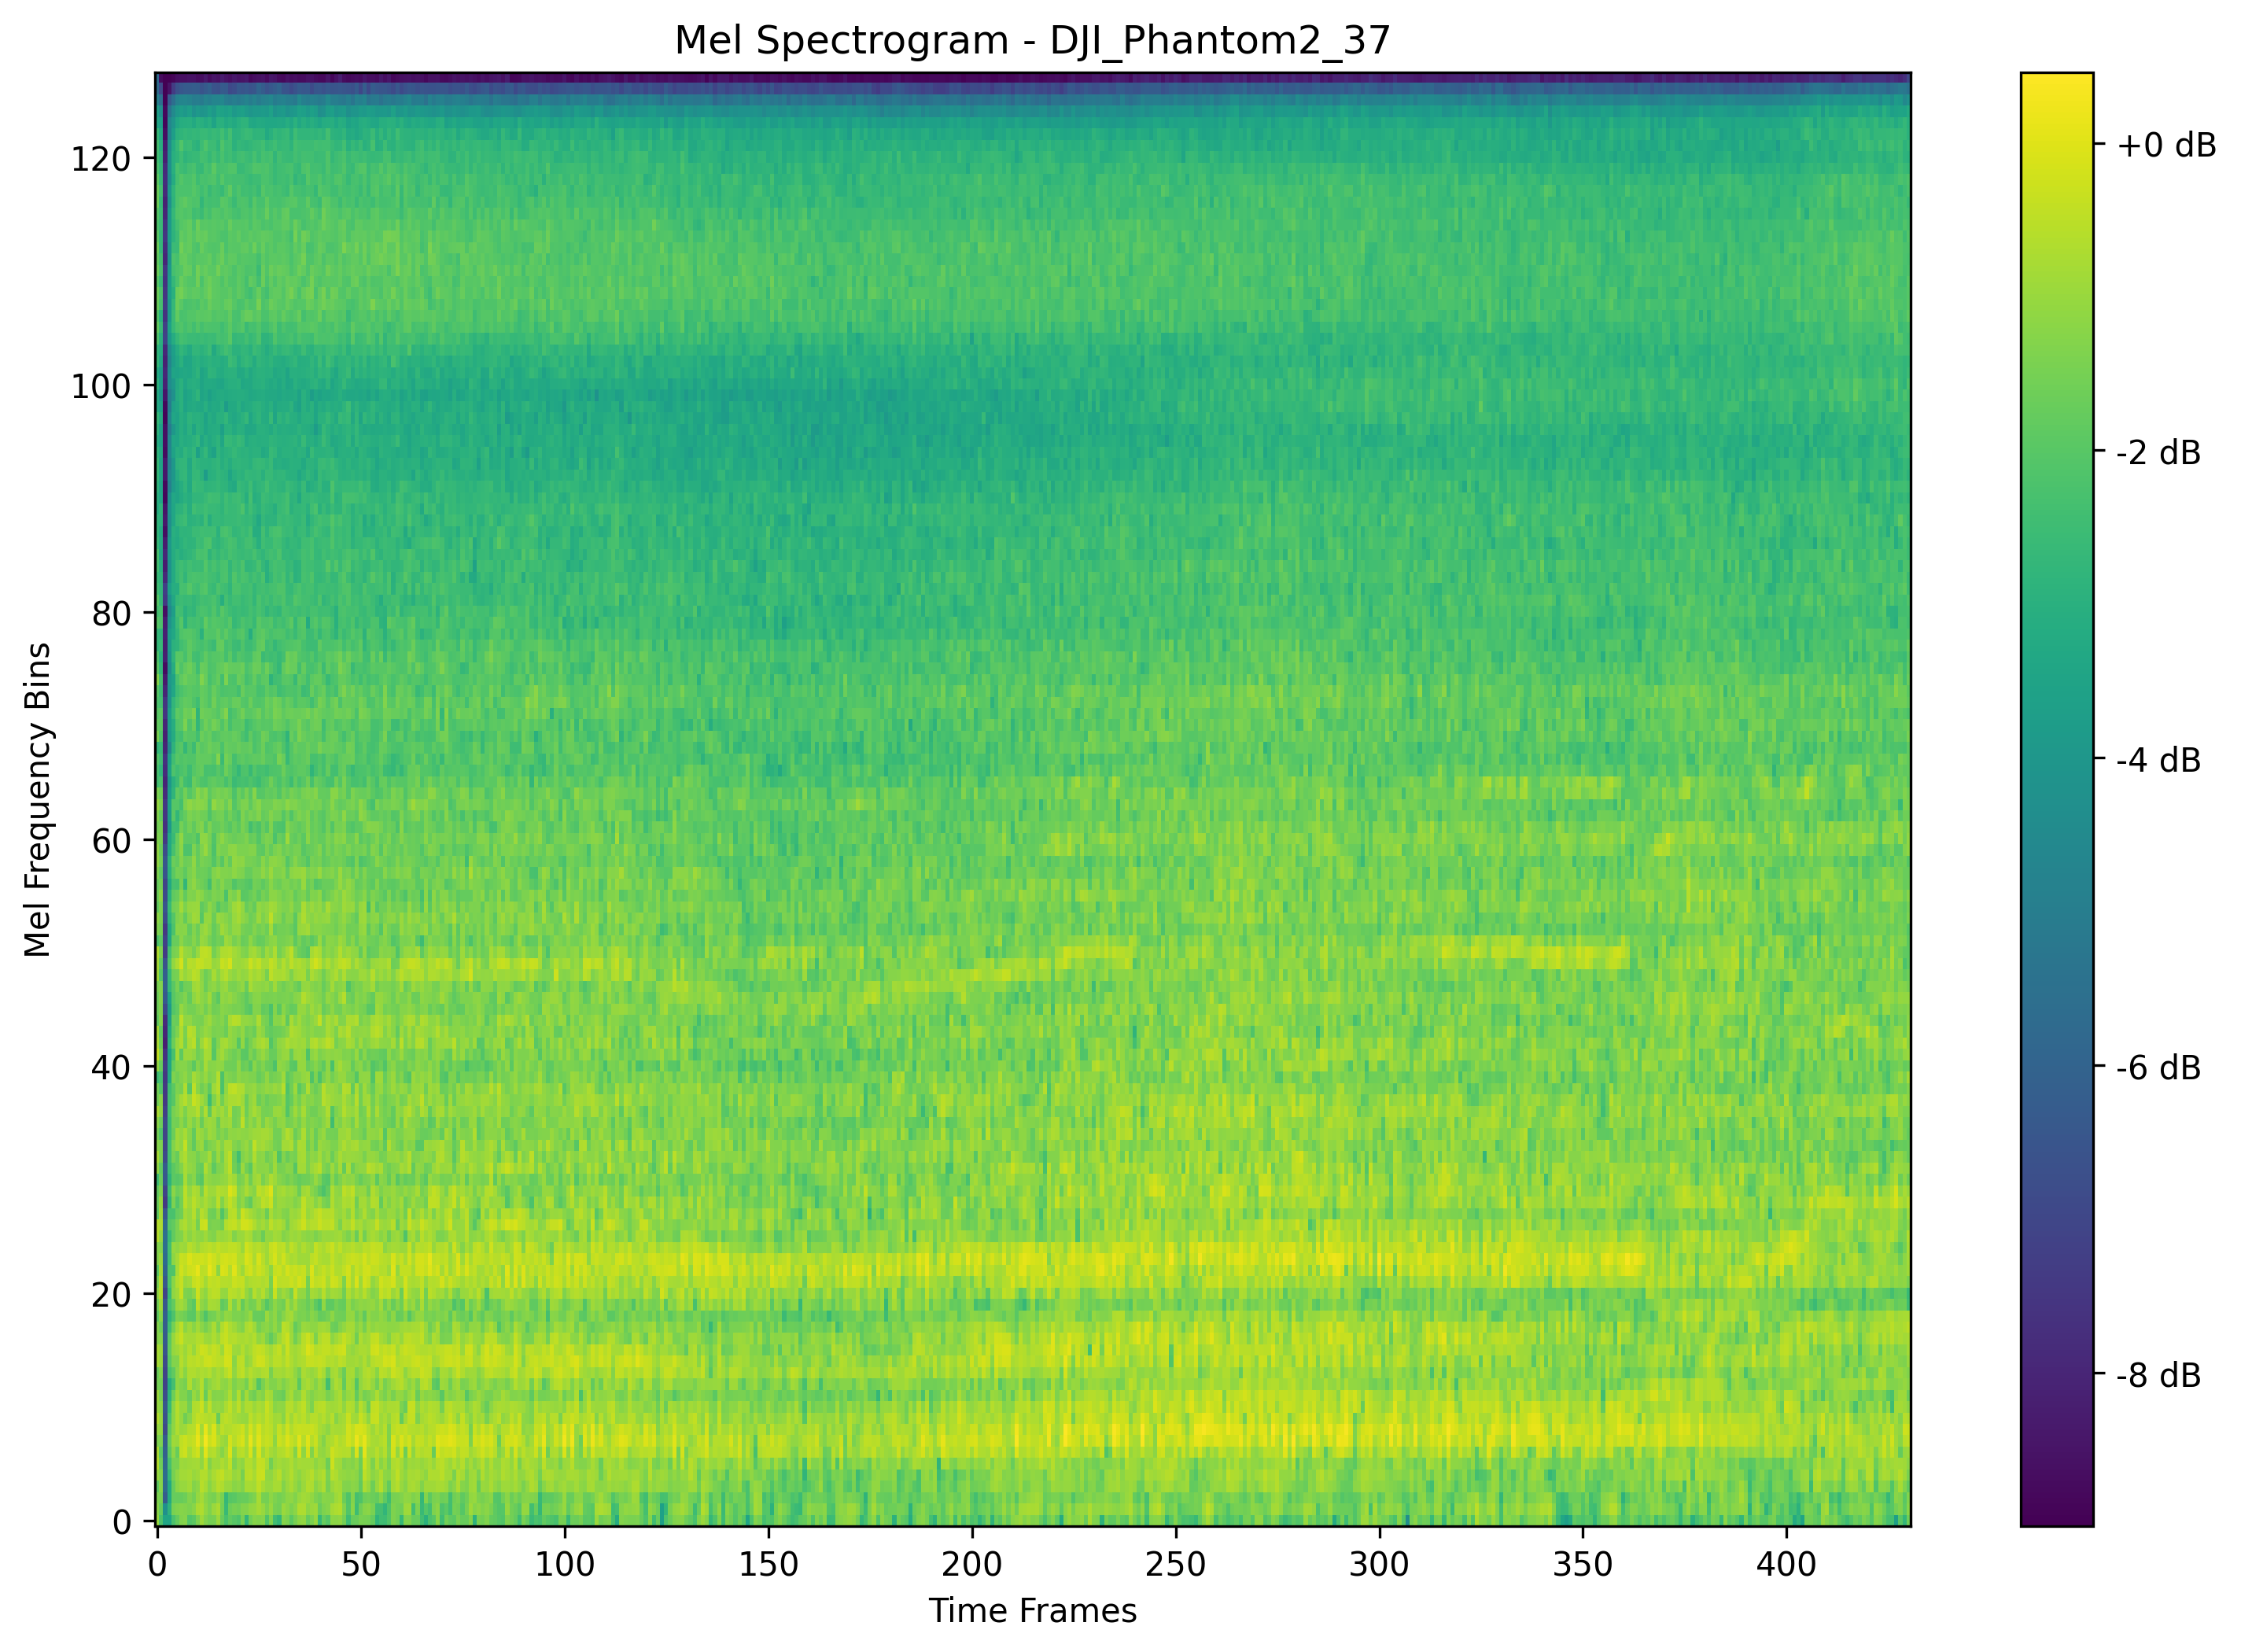 Mel Spectrogram - DJI_Phantom2_37
Mel Frequency Bins
120
100
80
60
40
20
0
0 50 100 150 200 250 300 350 400
Time Frames
+0 dB
-2 dB
-4 dB
-6 dB
-8 dB